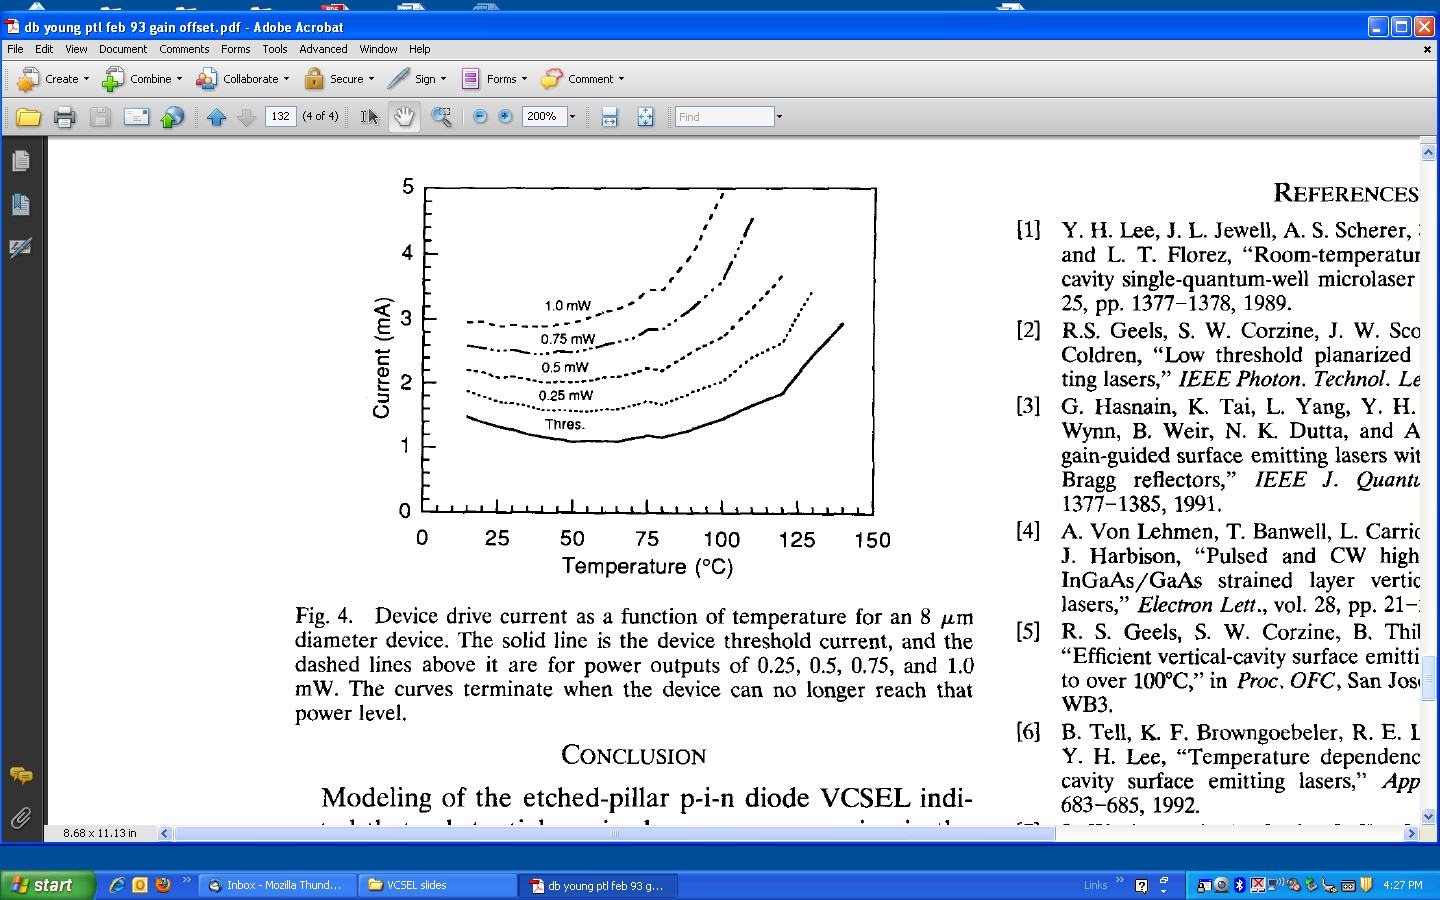 db young ptl feb 93 gain offset.pdf - Adobe Acrobat
File Edit View Document Comments Forms Tools Advanced Window Help
Create Combine Collaborate Secure Sign Forms Comment
132 (4 of 4) 200% Find
5
4
3
2
1
0
Current (mA)
1.0 mW
0.75 mW
0.5 mW
0.25 mW
Thres.
0 25 50 75 100 125 150
Temperature (°C)
Fig. 4. Device drive current as a function of temperature for an 8 μm
diameter device. The solid line is the device threshold current, and the
dashed lines above it are for power outputs of 0.25, 0.5, 0.75, and 1.0
mW. The curves terminate when the device can no longer reach that
power level.
CONCLUSION
Modeling of the etched-pillar p-i-n diode VCSEL indi-
REFERENCES
[1] Y. H. Lee, J. L. Jewell, A. S. Scherer,
and L. T. Florez, “Room-temperatur
cavity single-quantum-well microlaser
25, pp. 1377–1378, 1989.
[2] R.S. Geels, S. W. Corzine, J. W. Sco
Coldren, “Low threshold planarized
ting lasers,” IEEE Photon. Technol. Le
[3] G. Hasnain, K. Tai, L. Yang, Y. H.
Wynn, B. Weir, N. K. Dutta, and A
gain-guided surface emitting lasers wit
Bragg reflectors,” IEEE J. Quantu
1377–1385, 1991.
[4] A. Von Lehmen, T. Banwell, L. Carric
J. Harbison, “Pulsed and CW high
InGaAs/GaAs strained layer vertic
lasers,” Electron Lett., vol. 28, pp. 21–
[5] R. S. Geels, S. W. Corzine, B. Thil
“Efficient vertical-cavity surface emitti
to over 100°C,” in Proc. OFC, San Jos
WB3.
[6] B. Tell, K. F. Browngoebeler, R. E. L
Y. H. Lee, “Temperature dependenc
cavity surface emitting lasers,” App
683–685, 1992.
8.68 x 11.13 in
start Inbox - Mozilla Thund... VCSEL slides db young ptl feb 93 g... Links 4:27 PM